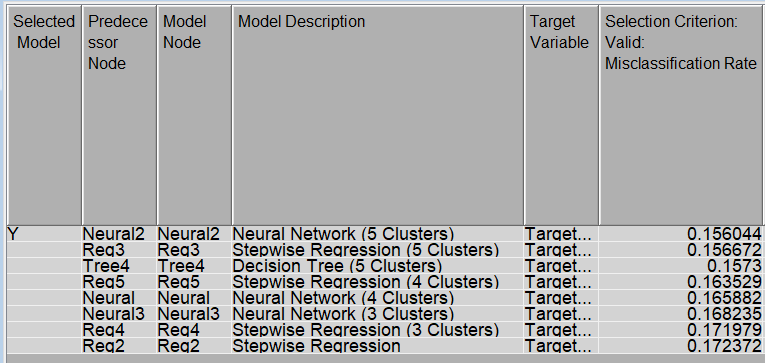 Selected Model Predecessor Node Model Node Model Description Target Variable Selection Criterion: Valid: Misclassification Rate
Y Neural2 Neural2 Neural Network (5 Clusters) Target... 0.156044
Reg3 Reg3 Stepwise Regression (5 Clusters) Target... 0.156672
Tree4 Tree4 Decision Tree (5 Clusters) Target... 0.1573
Reg5 Reg5 Stepwise Regression (4 Clusters) Target... 0.163529
Neural Neural Neural Network (4 Clusters) Target... 0.165882
Neural3 Neural3 Neural Network (3 Clusters) Target... 0.168235
Reg4 Reg4 Stepwise Regression (3 Clusters) Target... 0.171979
Reg2 Reg2 Stepwise Regression Target... 0.172372